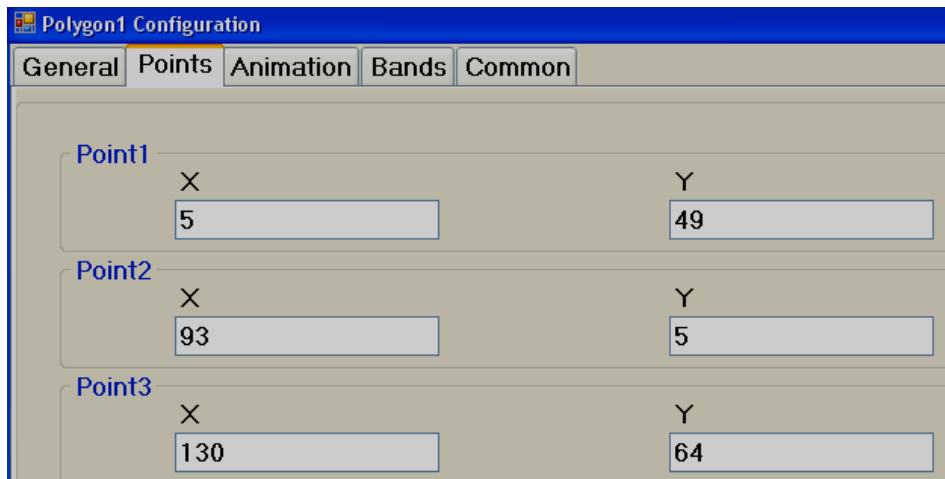 Polygon1 Configuration
General Points Animation Bands Common
Point1
X Y
5 49
Point2
X Y
93 5
Point3
X Y
130 64